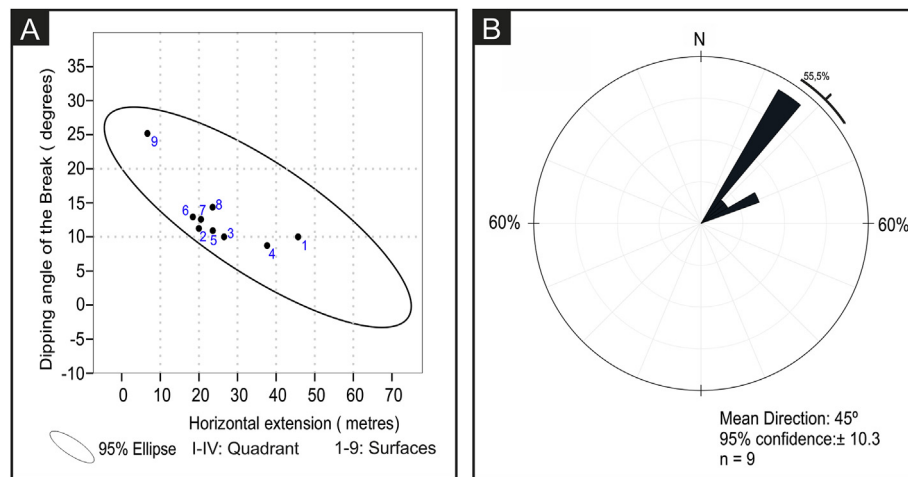 A
Dipping angle of the Break ( degrees)
35
30
25
20
15
10
5
0
-5
-10
9
6
7
8
2
5
3
4
1
0 10 20 30 40 50 60 70
Horizontal extension ( metres)
95% Ellipse I-IV: Quadrant 1-9: Surfaces
B
N
55,5%
60%
60%
Mean Direction: 45º
95% confidence:± 10.3
n = 9